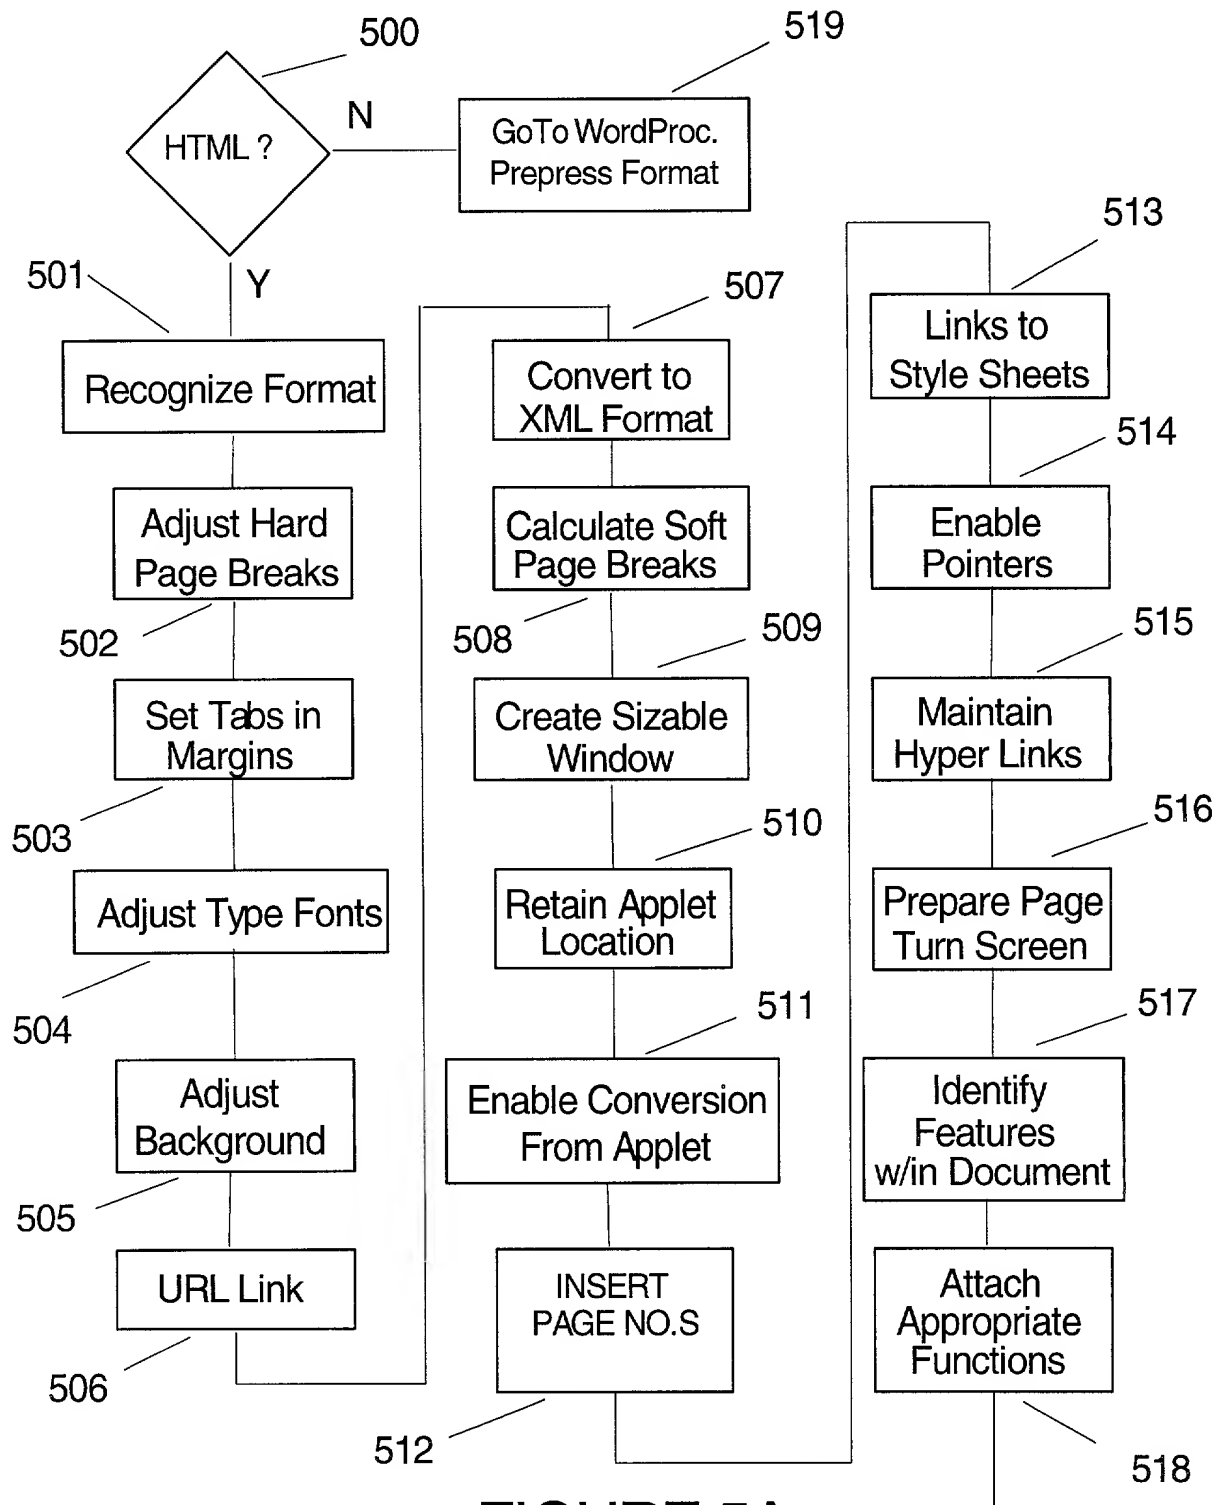 500
519
HTML ?
N
GoTo WordProc.
Prepress Format
Y
501
Recognize Format
Adjust Hard
Page Breaks
502
Set Tabs in
Margins
503
Adjust Type Fonts
504
Adjust
Background
505
URL Link
506
507
Convert to
XML Format
Calculate Soft
Page Breaks
508
509
Create Sizable
Window
510
Retain Applet
Location
511
Enable Conversion
From Applet
INSERT
PAGE NO.S
512
513
Links to
Style Sheets
514
Enable
Pointers
515
Maintain
Hyper Links
516
Prepare Page
Turn Screen
517
Identify
Features
w/in Document
Attach
Appropriate
Functions
518